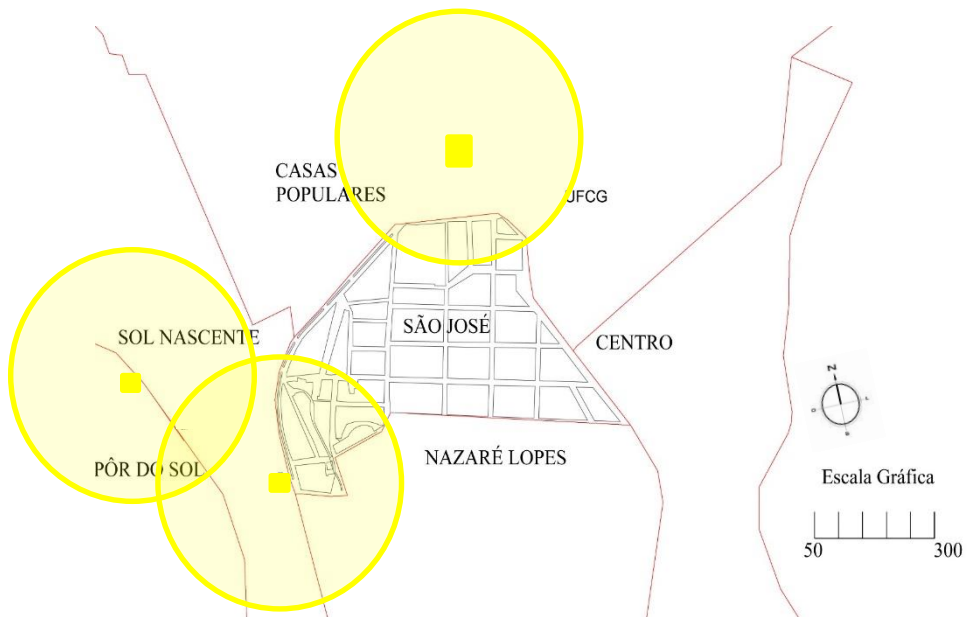 CASAS
POPULARES
UFCG
SOL NASCENTE
SÃO JOSÉ
CENTRO
N
PÔR DO SOL
NAZARÉ LOPES
Escala Gráfica
50 300